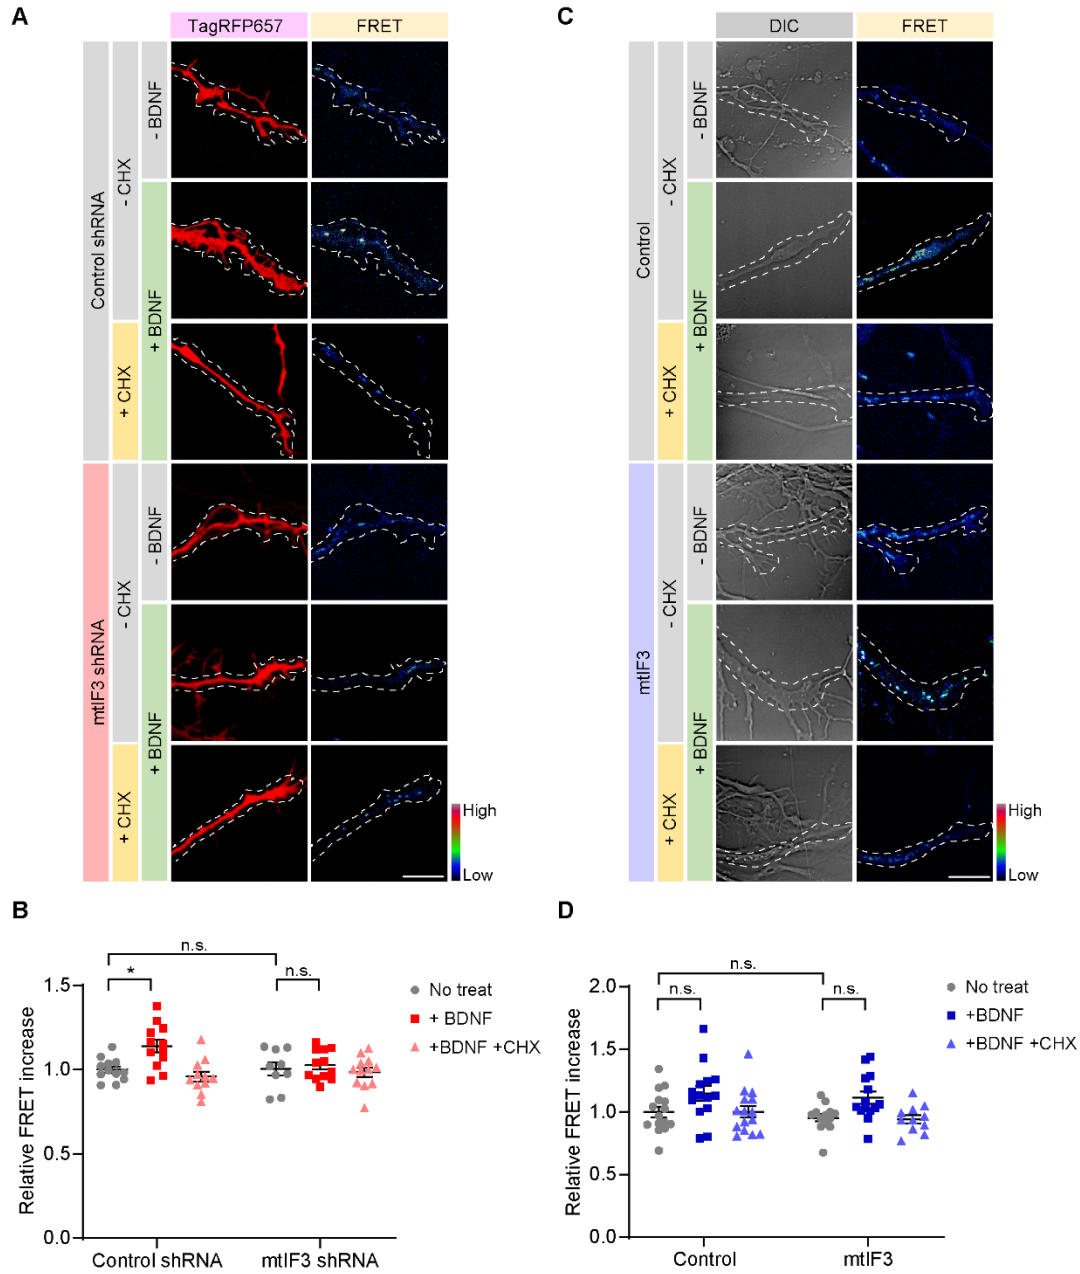 A
TagRFP657
FRET
Control shRNA
- CHX
- BDNF
+ BDNF
+ CHX
mtIF3 shRNA
- CHX
- BDNF
+ BDNF
+ CHX
High
Low
C
DIC
FRET
Control
- CHX
- BDNF
+ BDNF
+ CHX
mtIF3
- CHX
- BDNF
+ BDNF
+ CHX
High
Low
B
n.s.
*
n.s.
1.5
1.0
0.5
0.0
Relative FRET increase
Control shRNA
mtIF3 shRNA
No treat
+ BDNF
+BDNF +CHX
D
n.s.
n.s.
n.s.
2.0
1.5
1.0
0.5
0.0
Relative FRET increase
Control
mtIF3
No treat
+BDNF
+BDNF +CHX